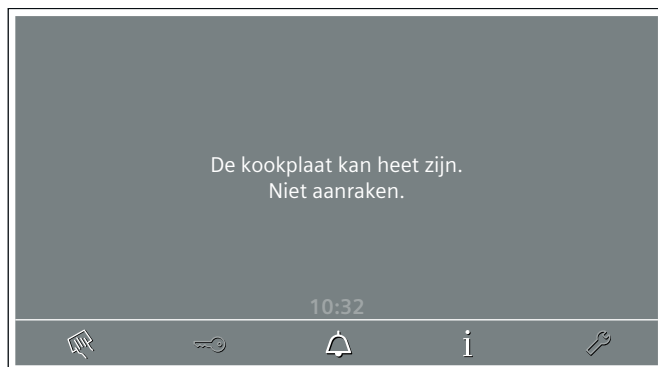 De kookplaat kan heet zijn.
Niet aanraken.
10:32
i